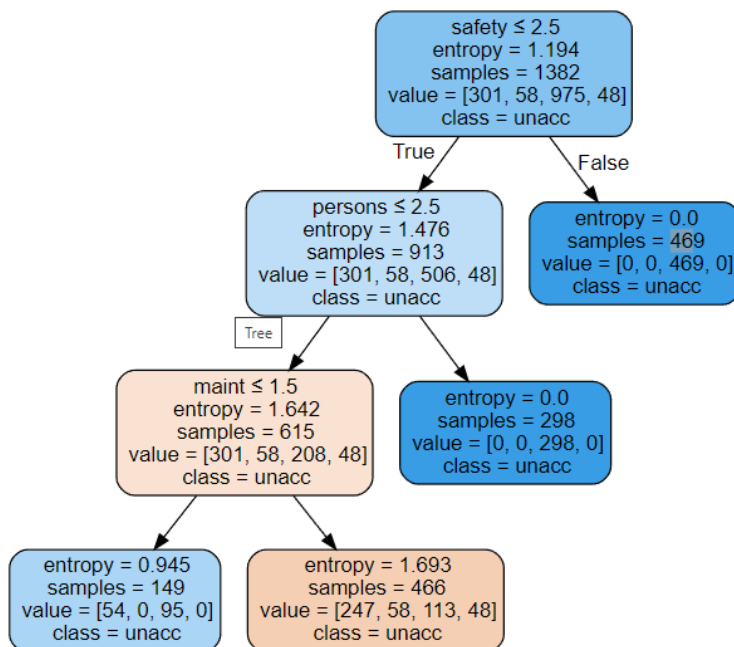 safety ≤ 2.5
entropy = 1.194
samples = 1382
value = [301, 58, 975, 48]
class = unacc
True
False
persons ≤ 2.5
entropy = 1.476
samples = 913
value = [301, 58, 506, 48]
class = unacc
entropy = 0.0
samples = 469
value = [0, 0, 469, 0]
class = unacc
Tree
maint ≤ 1.5
entropy = 1.642
samples = 615
value = [301, 58, 208, 48]
class = unacc
entropy = 0.0
samples = 298
value = [0, 0, 298, 0]
class = unacc
entropy = 0.945
samples = 149
value = [54, 0, 95, 0]
class = unacc
entropy = 1.693
samples = 466
value = [247, 58, 113, 48]
class = unacc